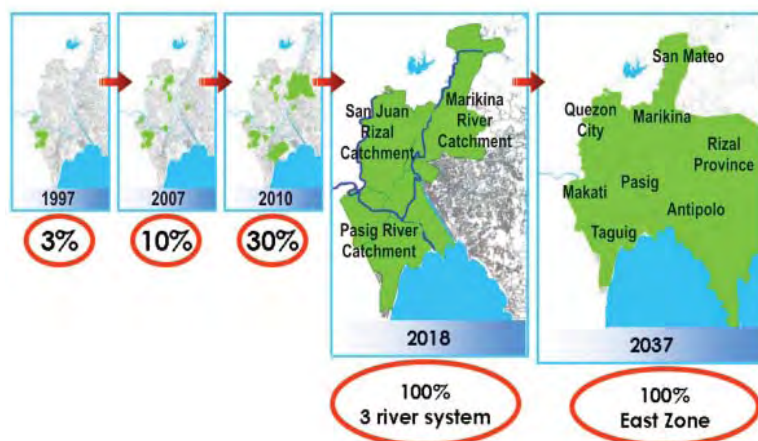 1997
3%
2007
10%
2010
30%
San Juan
Rizal
Catchment
Marikina
River
Catchment
Pasig River
Catchment
2018
100%
3 river system
San Mateo
Quezon
City
Marikina
Rizal
Province
Makati
Pasig
Antipolo
Taguig
2037
100%
East Zone